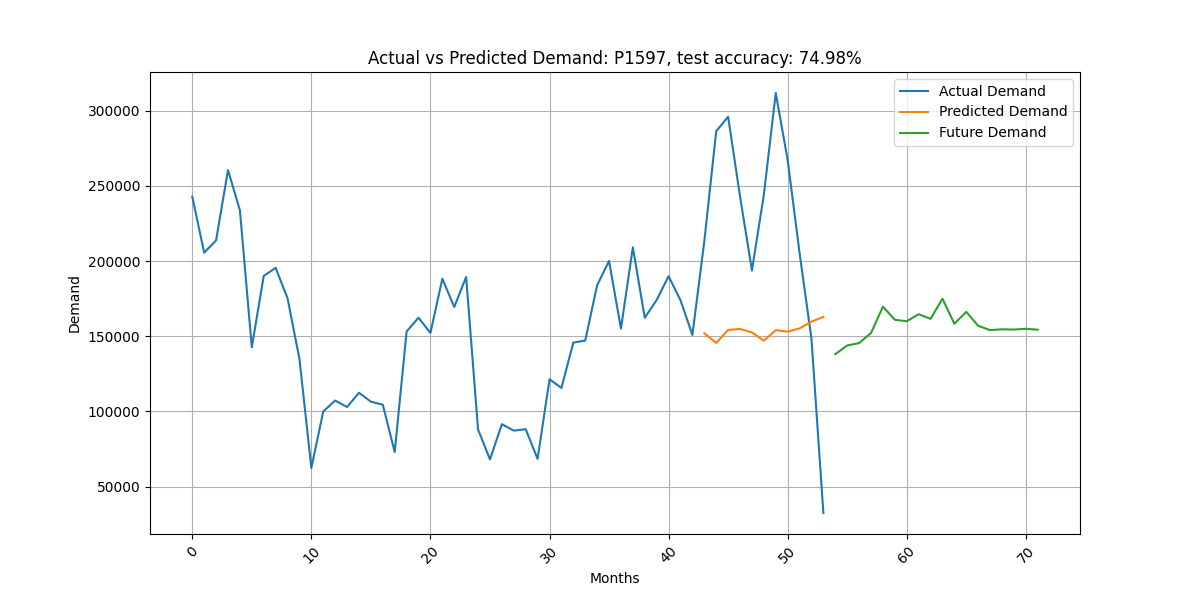 Actual vs Predicted Demand: P1597, test accuracy: 74.98%
Actual Demand
Predicted Demand
Future Demand
Demand
300000
250000
200000
150000
100000
50000
0 10 20 30 40 50 60 70
Months